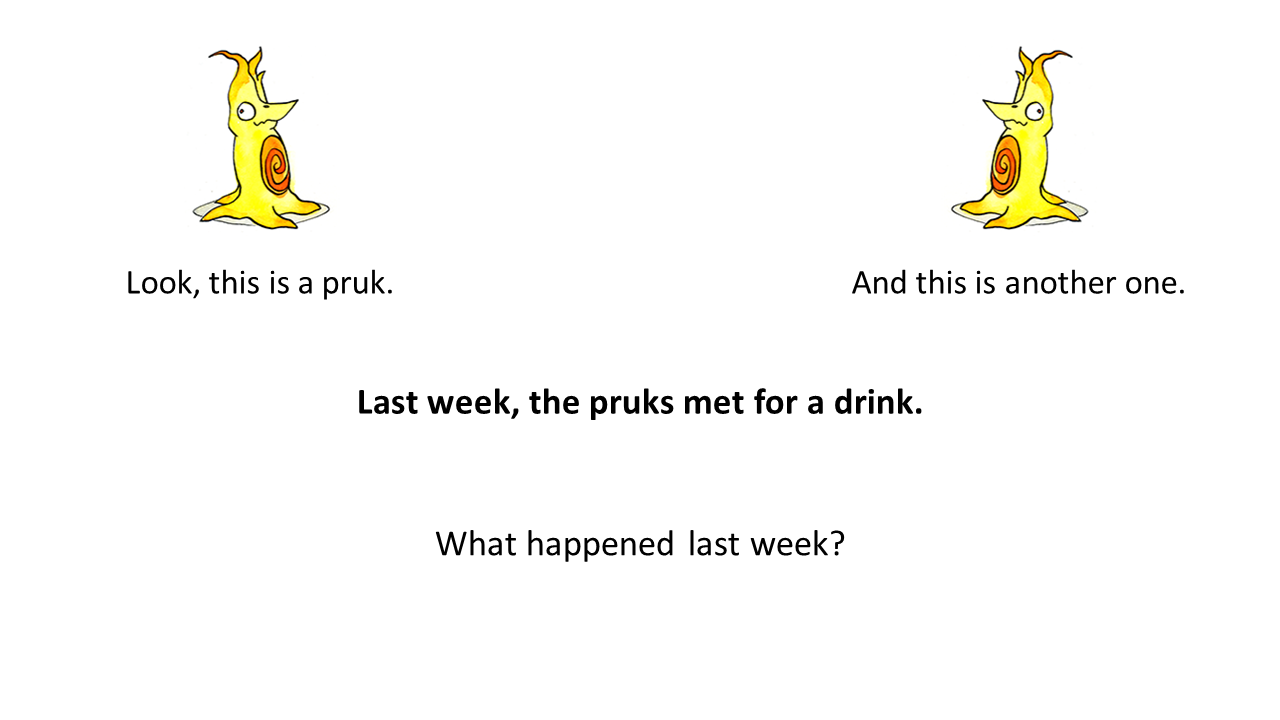 Look, this is a pruk.
And this is another one.
Last week, the pruks met for a drink.
What happened last week?